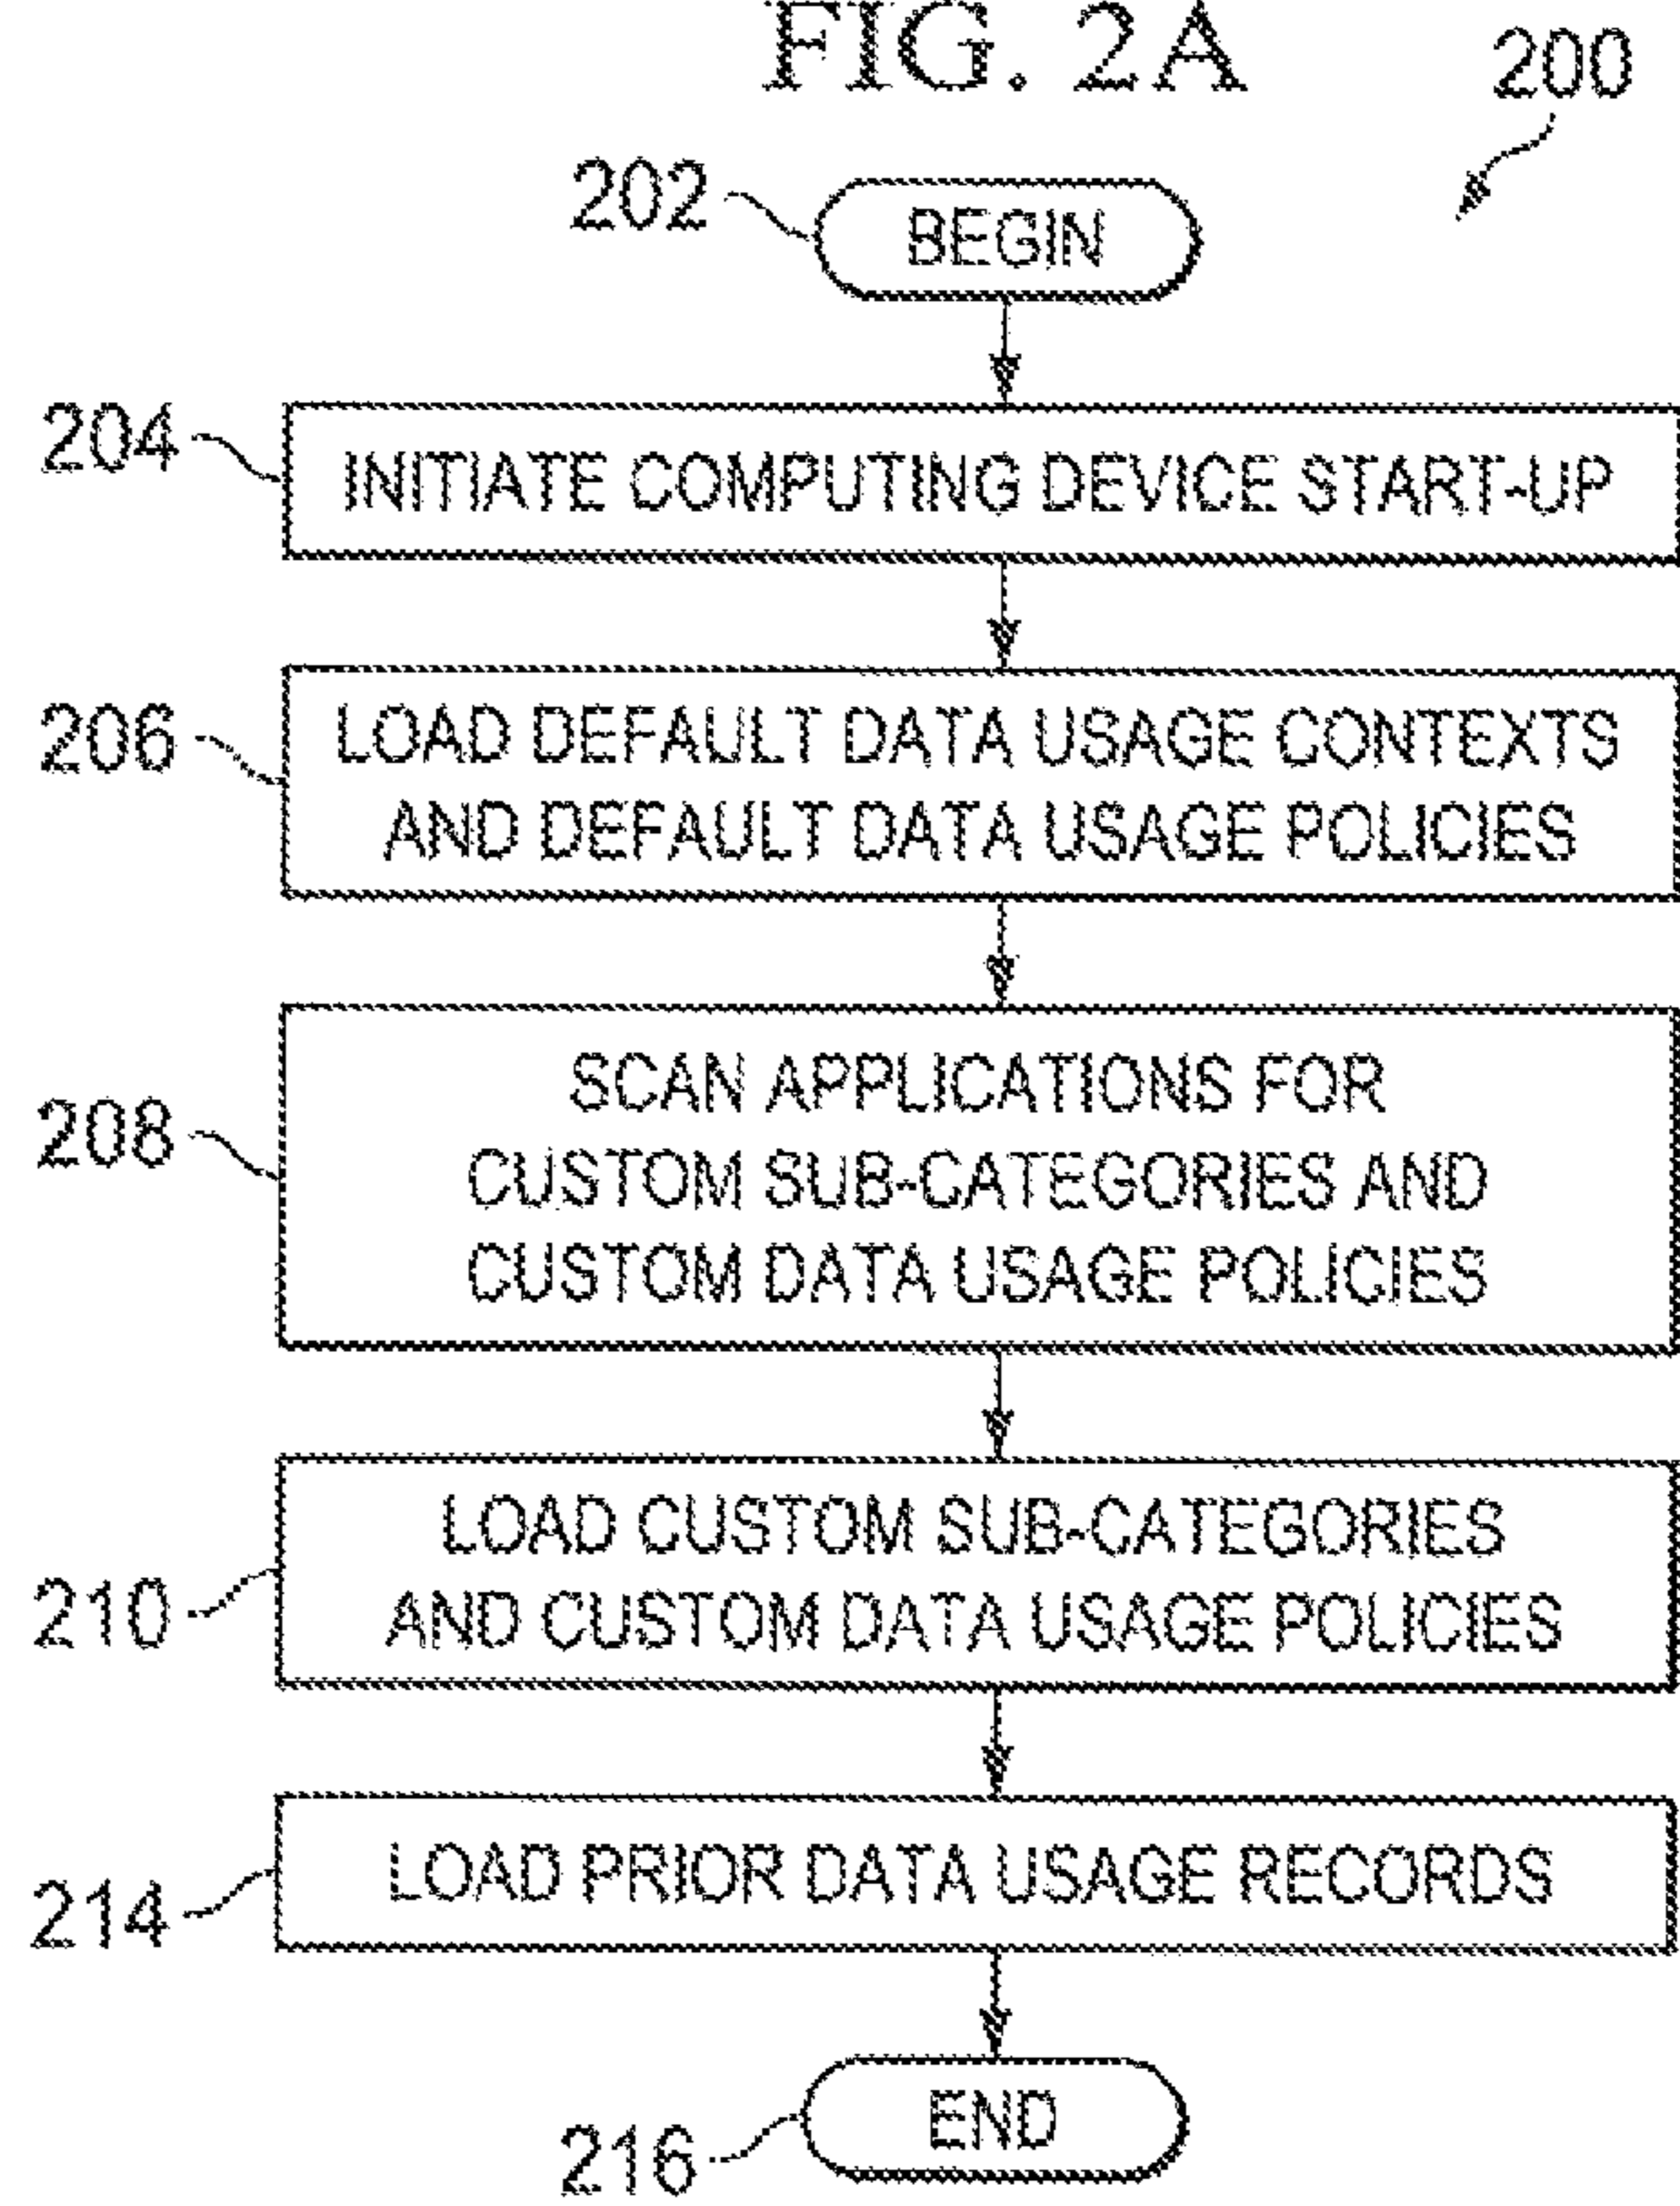 FIG. 2A
200
202
BEGIN
204
INITIATE COMPUTING DEVICE START-UP
206
LOAD DEFAULT DATA USAGE CONTEXTS
AND DEFAULT DATA USAGE POLICIES
208
SCAN APPLICATIONS FOR
CUSTOM SUB-CATEGORIES AND
CUSTOM DATA USAGE POLICIES
210
LOAD CUSTOM SUB-CATEGORIES
AND CUSTOM DATA USAGE POLICIES
214
LOAD PRIOR DATA USAGE RECORDS
216
END